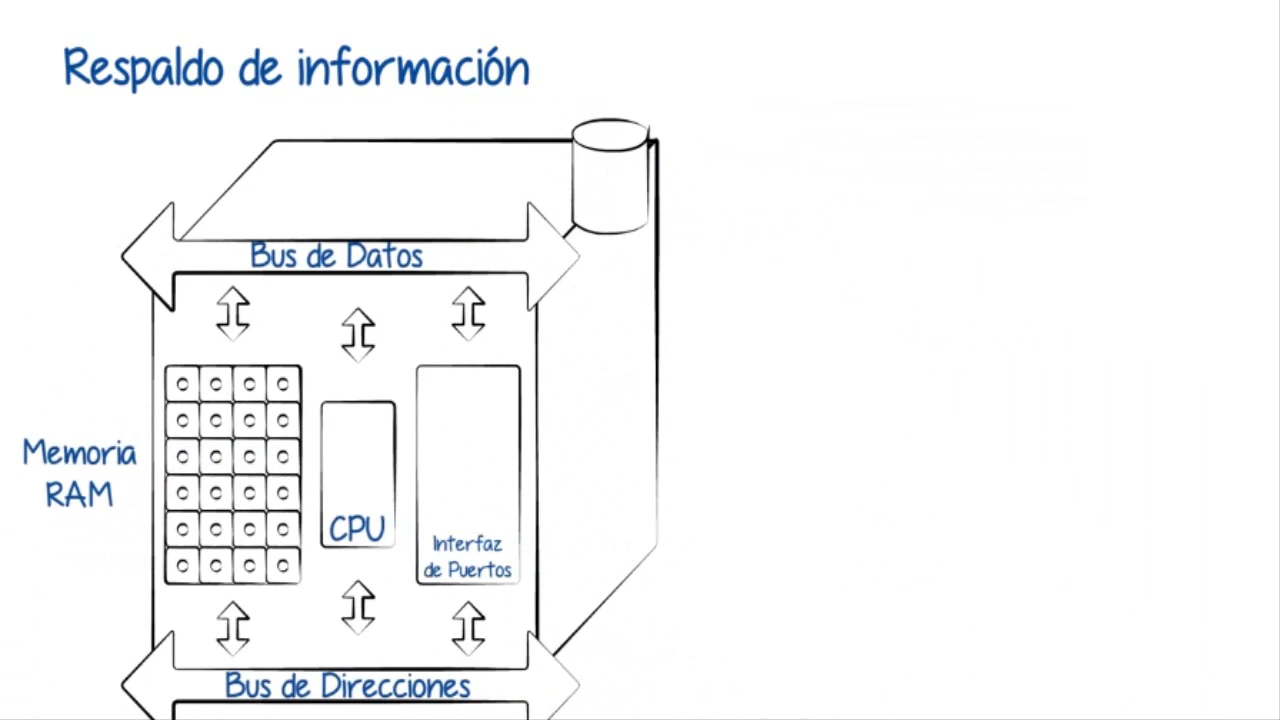 Respaldo de información
Bus de Datos
Memoria
RAM
CPU
Interfaz
de Puertos
Bus de Direcciones